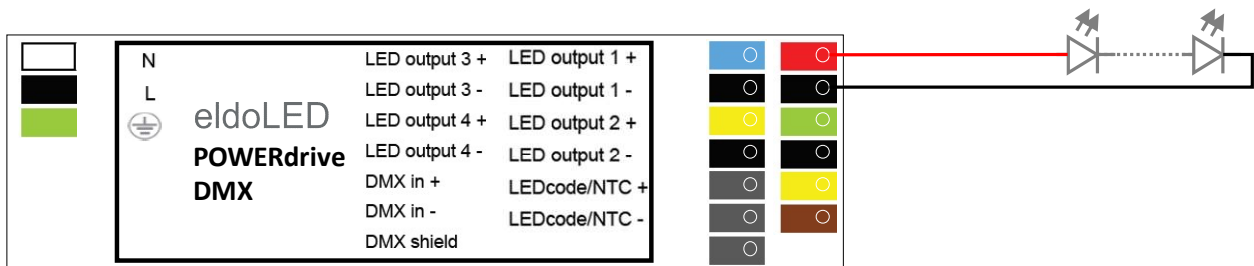 N
L
eldoLED
POWERdrive
DMX
LED output 3 +
LED output 3 -
LED output 4 +
LED output 4 -
DMX in +
DMX in -
DMX shield
LED output 1 +
LED output 1 -
LED output 2 +
LED output 2 -
LEDcode/NTC +
LEDcode/NTC -